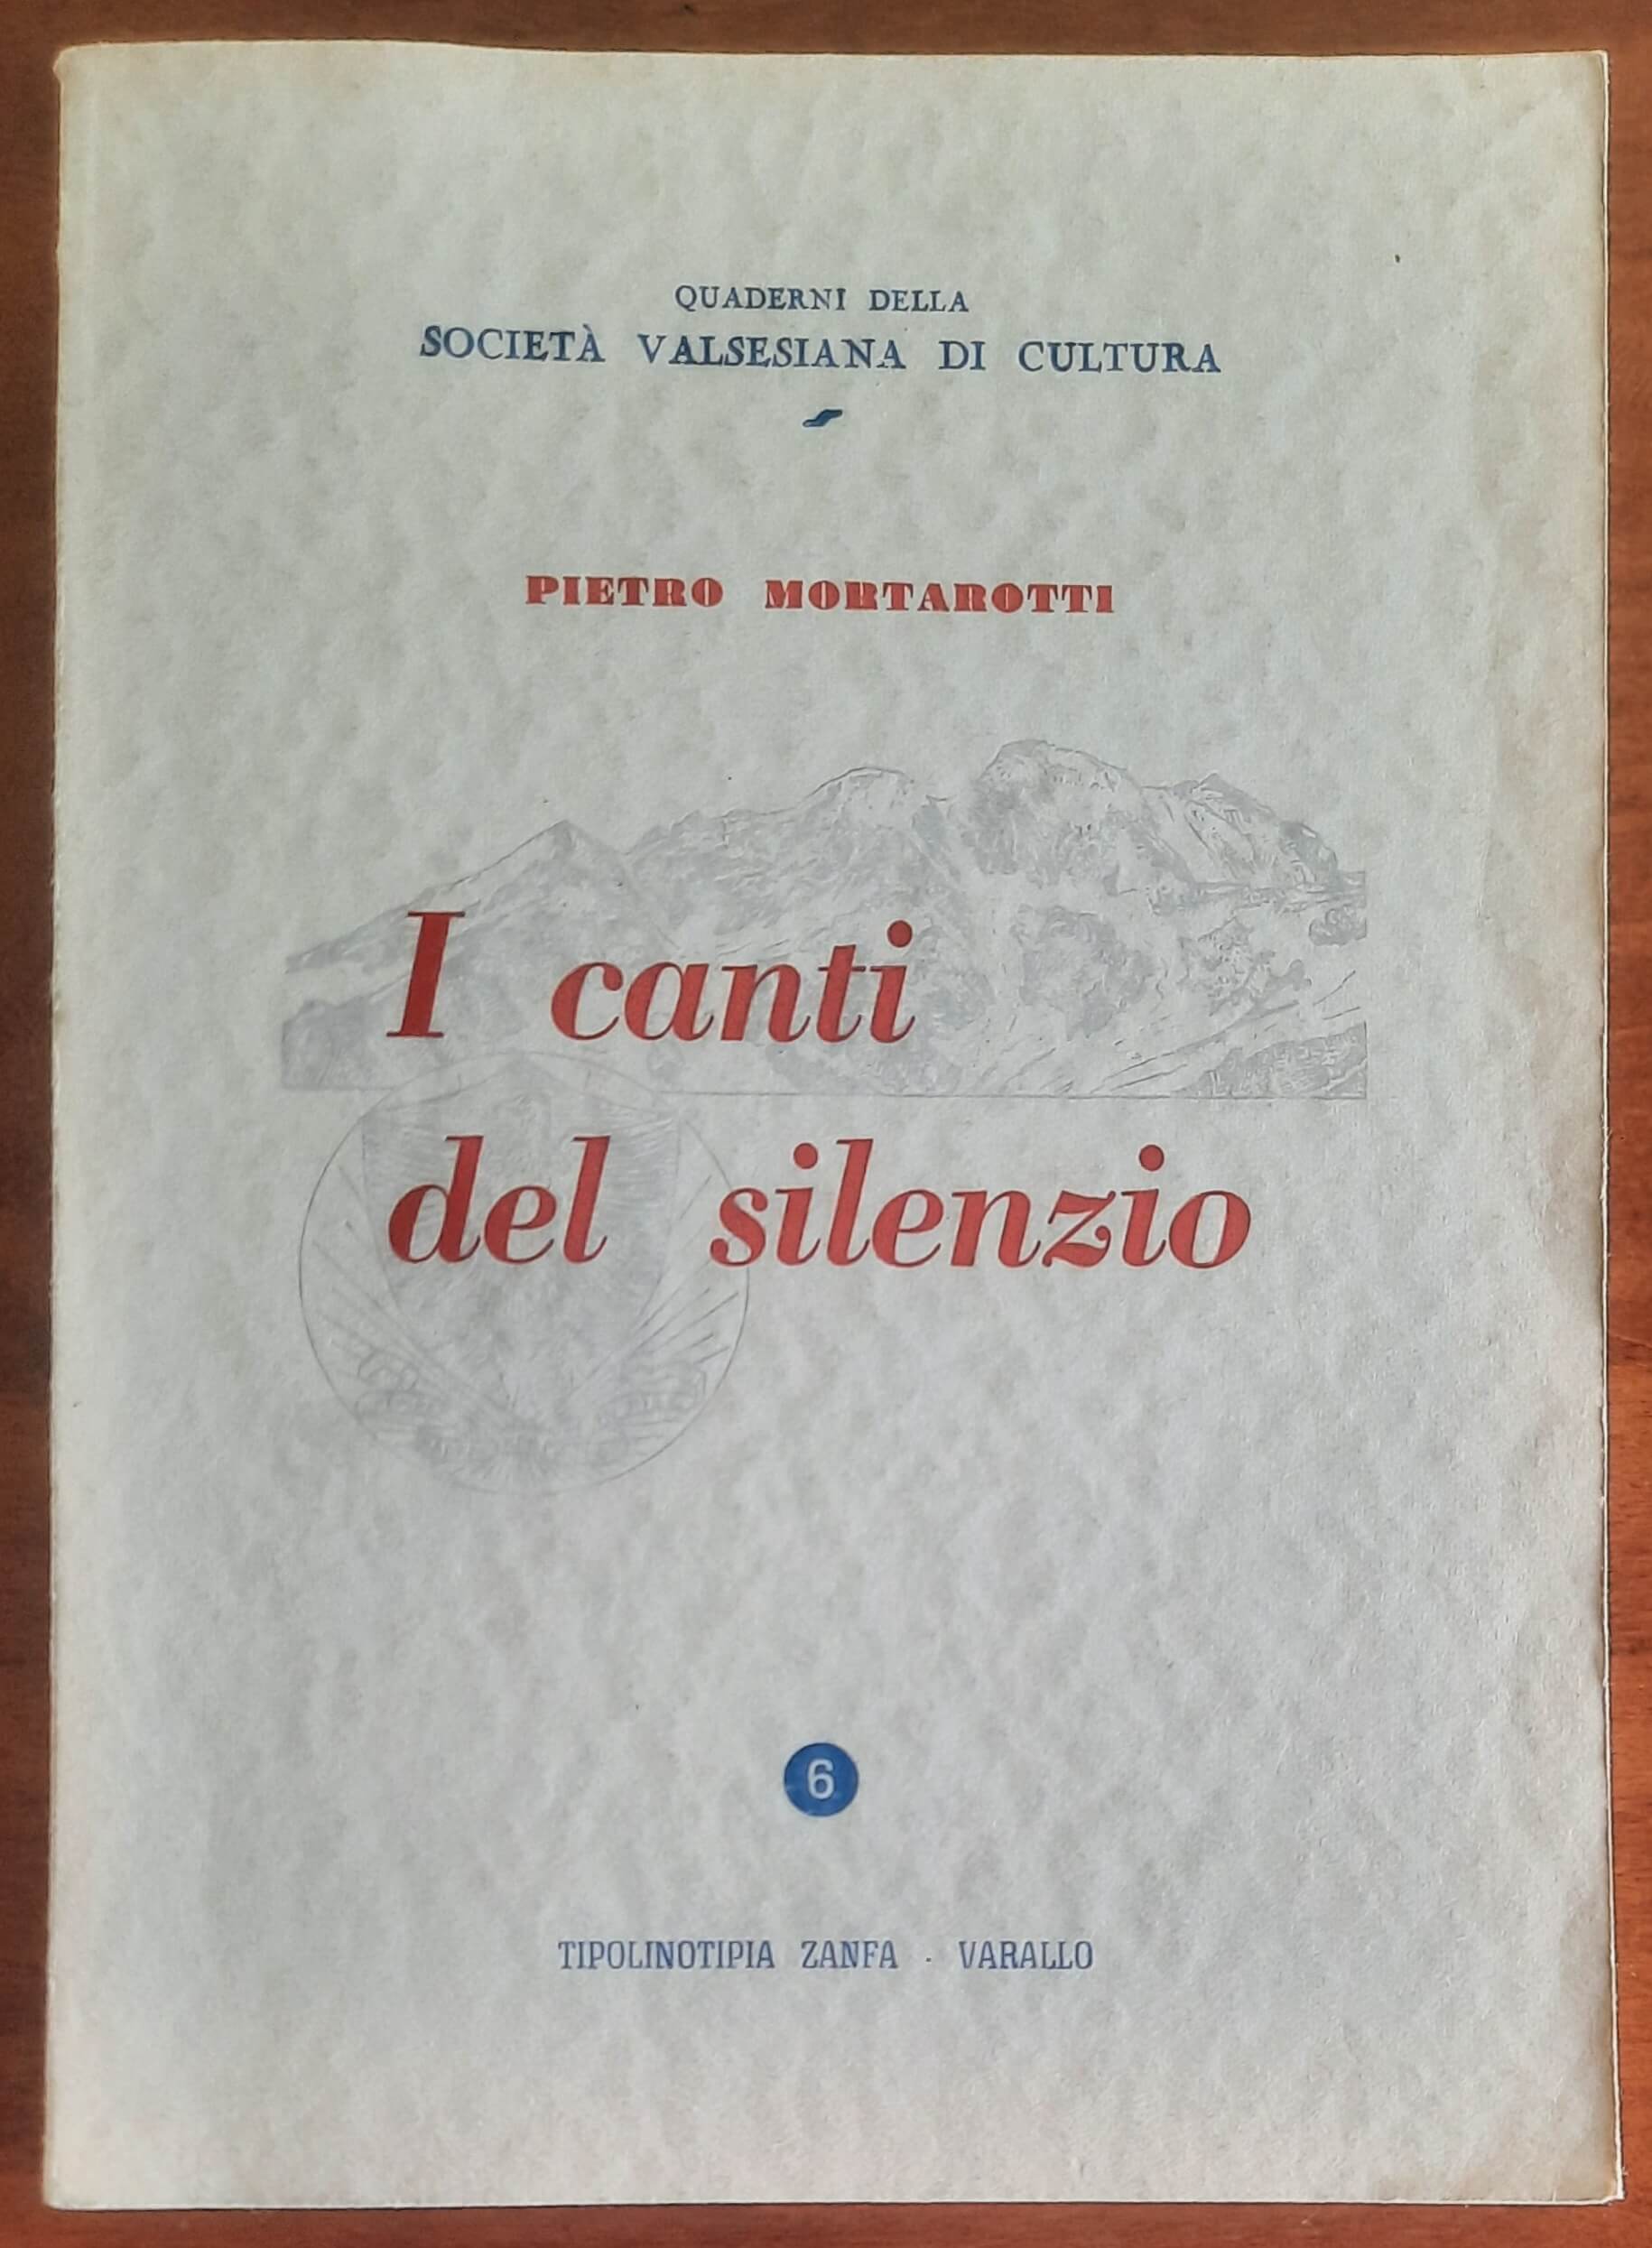 QUADERNI DELLA
SOCIETÀ VALSESIANA DI CULTURA
PIETRO MORTAROTTI
I canti
del silenzio
6
TIPOLINOTIPIA ZANFA - VARALLO